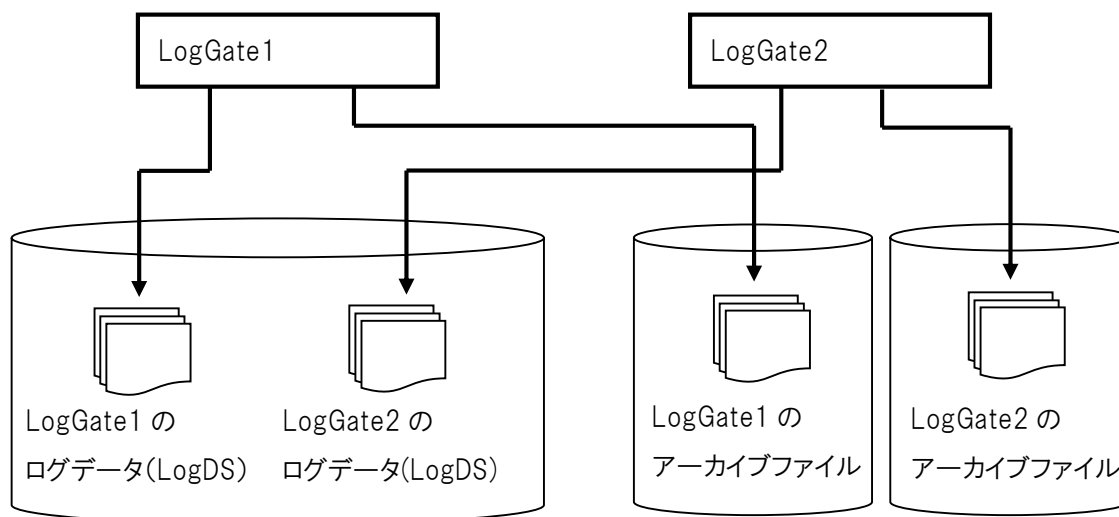 LogGate1
LogGate2
LogGate1 の
ログデータ(LogDS)
LogGate2 の
ログデータ(LogDS)
LogGate1 の
アーカイブファイル
LogGate2 の
アーカイブファイル